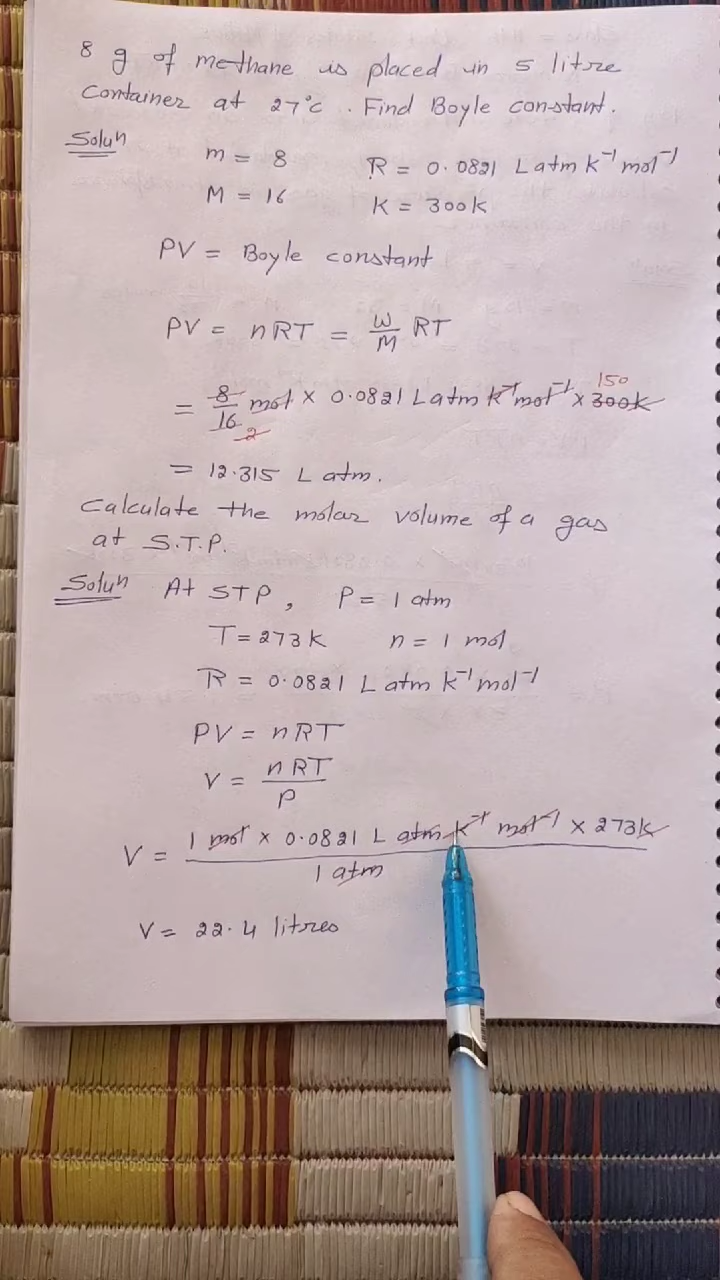 8 g of methane is placed in 5 litre
container at 27°c . Find Boyle constant.
Soluⁿ
m = 8 R = 0.0821 L atm k⁻¹ mol⁻¹
M = 16 K = 300k
PV = Boyle constant
PV = nRT = W/M RT
= 8/16 mol × 0.0821 L atm k⁻¹ mol⁻¹ × 300k 150
2
= 12.315 L atm.
Calculate the molar volume of a gas
at S.T.P.
Soluⁿ At STP, P = 1 atm
T = 273k n = 1 mol
R = 0.0821 L atm k⁻¹ mol⁻¹
PV = nRT
V = nRT/P
V = 1 mol × 0.0821 L atm k⁻¹ mol⁻¹ × 273k / 1 atm
V = 22.4 litres